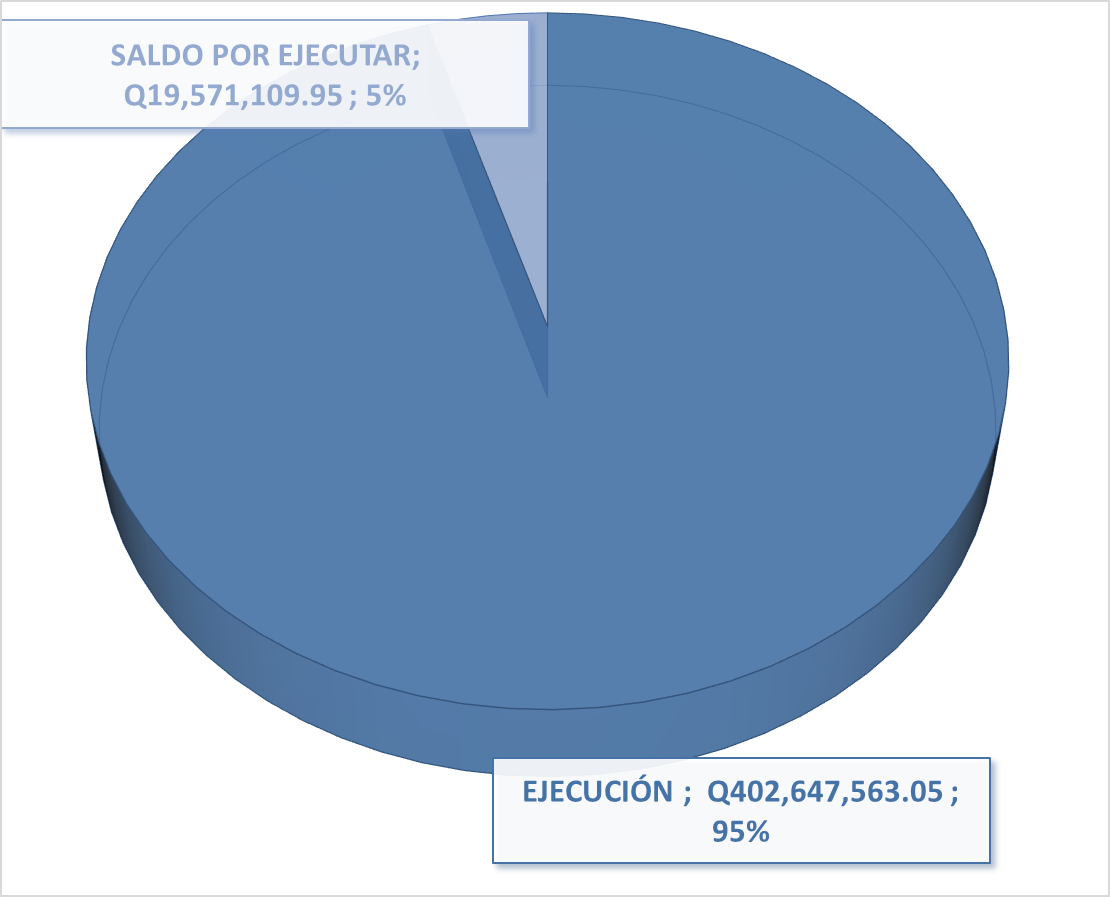 SALDO POR EJECUTAR;
Q19,571,109.95 ; 5%
EJECUCIÓN ; Q402,647,563.05 ;
95%